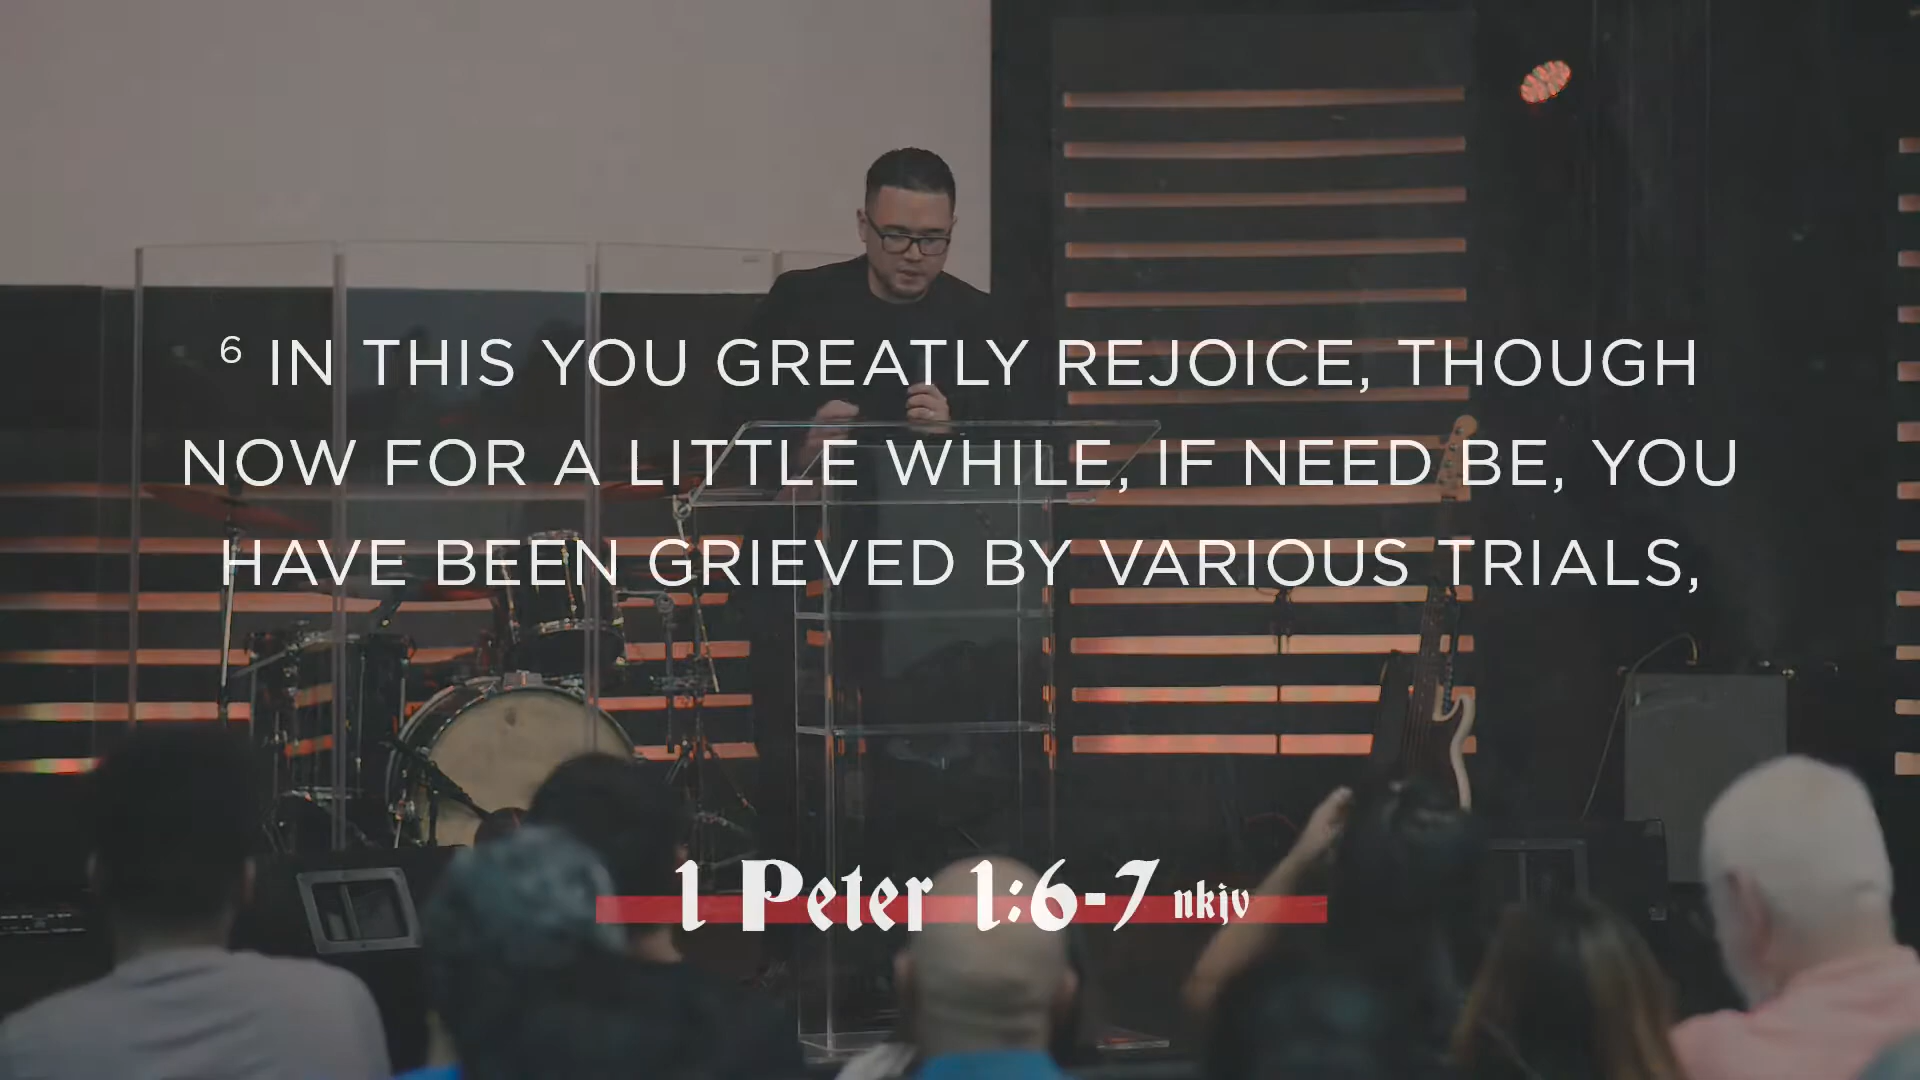 6 IN THIS YOU GREATLY REJOICE, THOUGH
NOW FOR A LITTLE WHILE, IF NEED BE, YOU
HAVE BEEN GRIEVED BY VARIOUS TRIALS,
1 Peter 1:6-7 nkjv